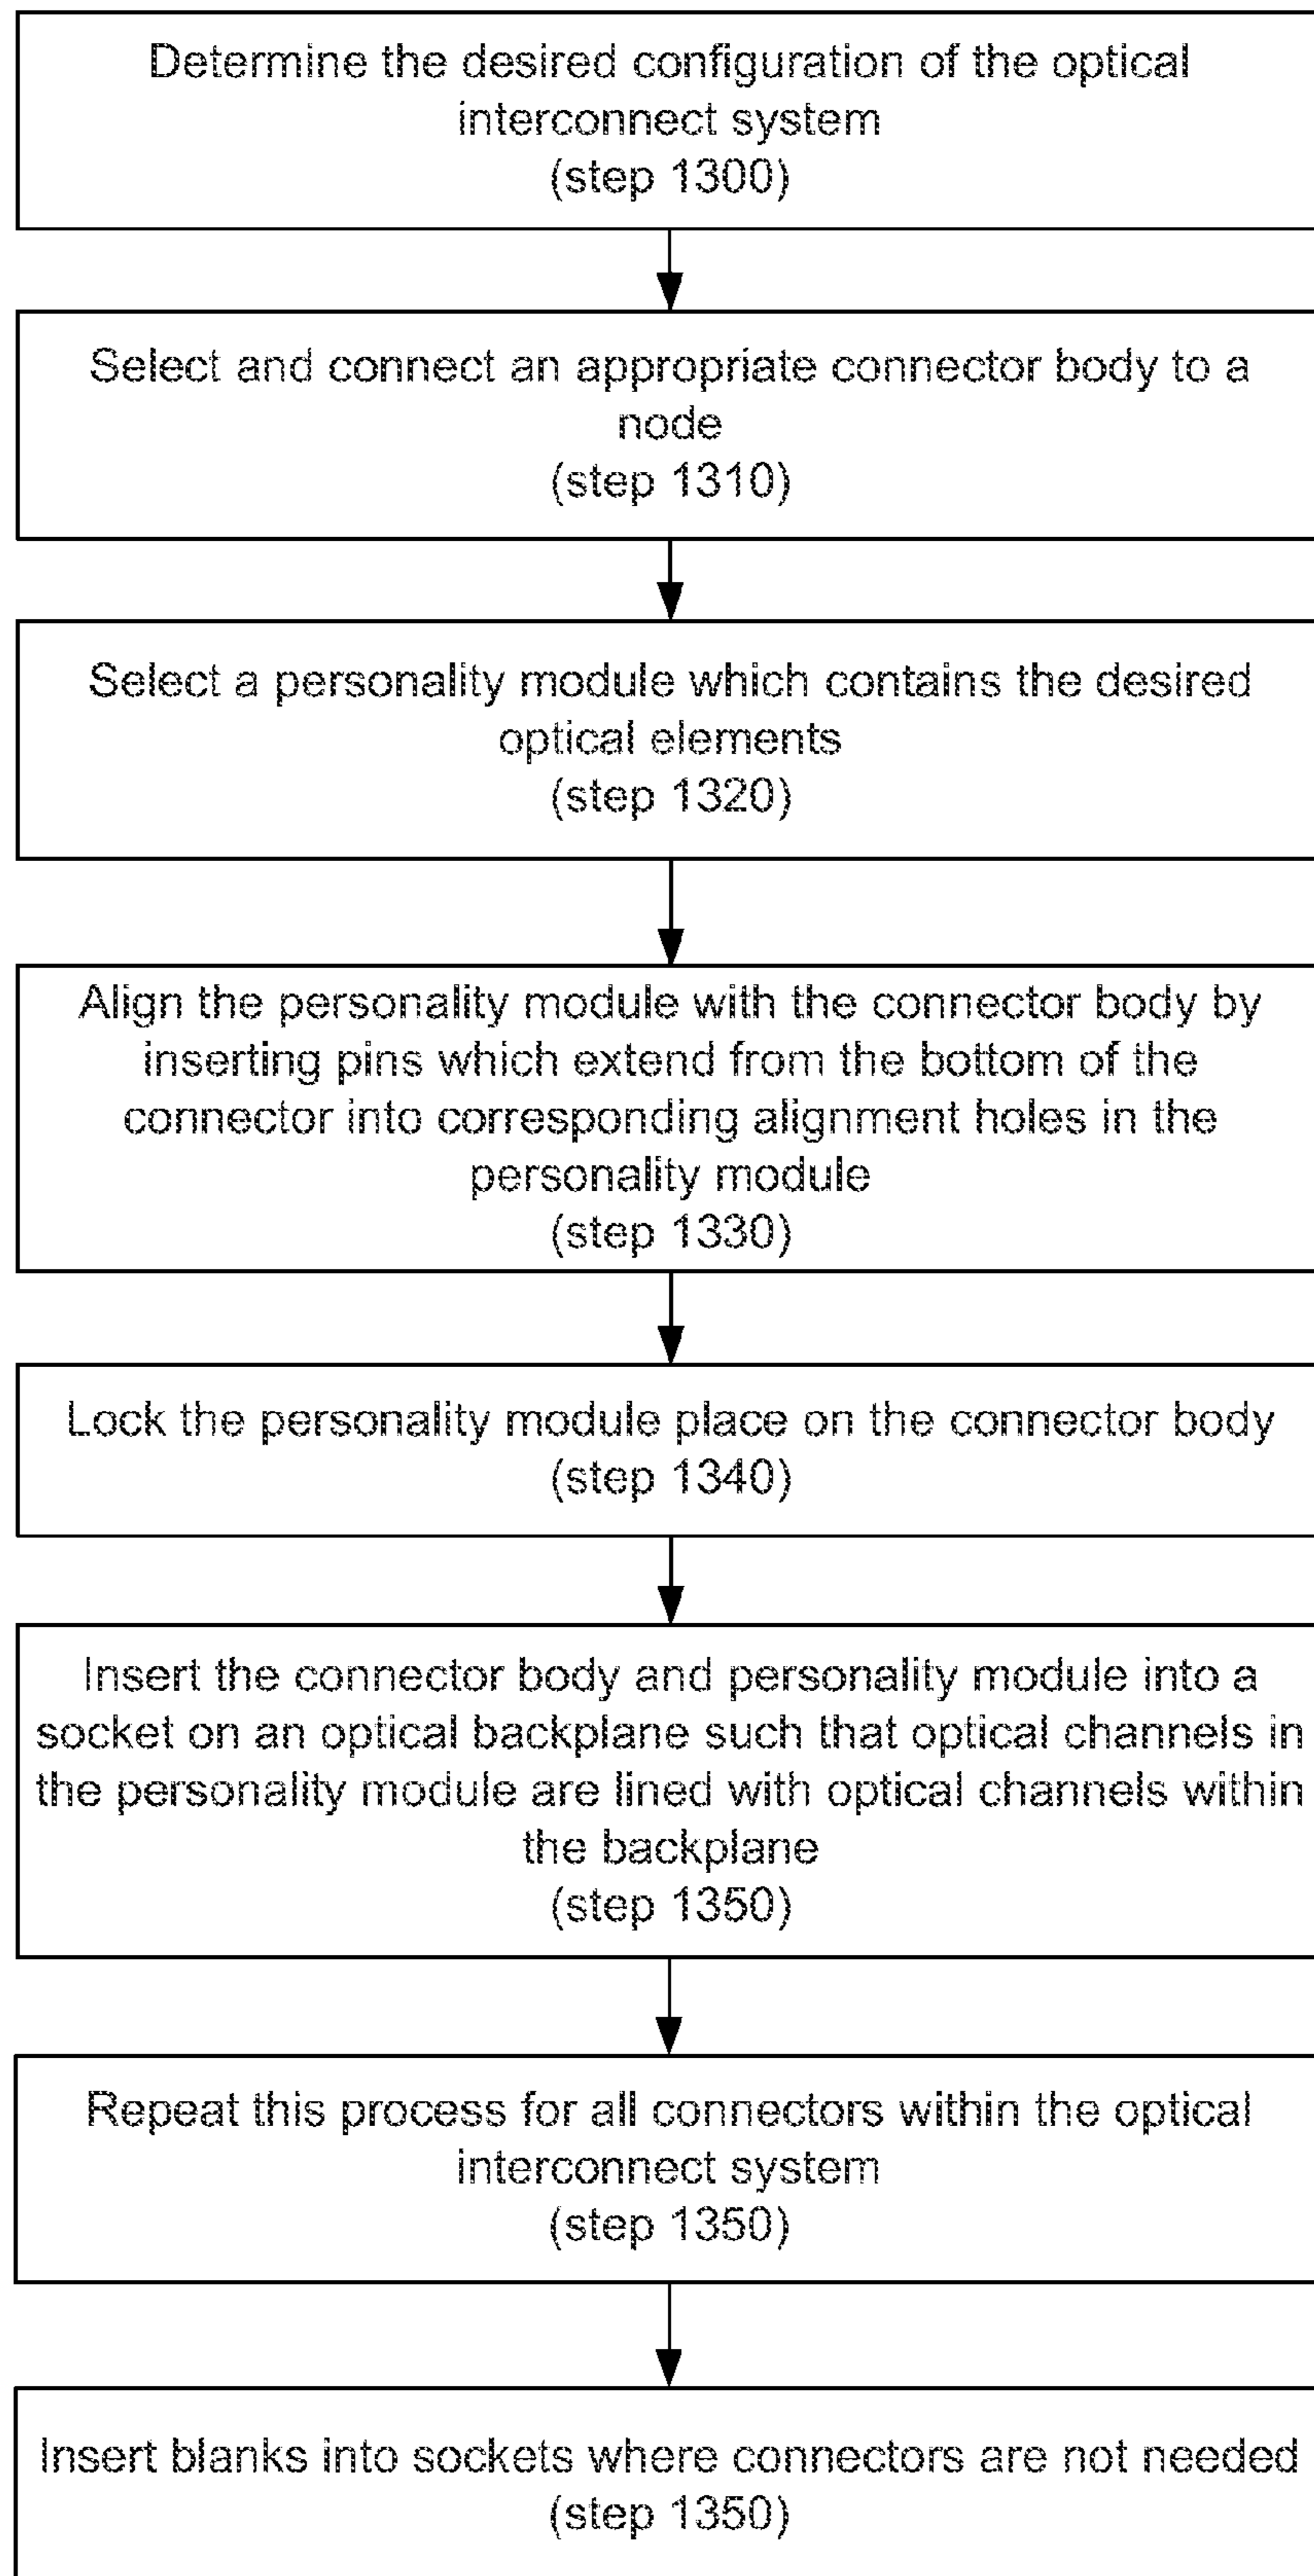 Determine the desired configuration of the optical
interconnect system
(step 1300)
Select and connect an appropriate connector body to a
node
(step 1310)
Select a personality module which contains the desired
optical elements
(step 1320)
Align the personality module with the connector body by
inserting pins which extend from the bottom of the
connector into corresponding alignment holes in the
personality module
(step 1330)
Lock the personality module place on the connector body
(step 1340)
Insert the connector body and personality module into a
socket on an optical backplane such that optical channels in
the personality module are lined with optical channels within
the backplane
(step 1350)
Repeat this process for all connectors within the optical
interconnect system
(step 1350)
Insert blanks into sockets where connectors are not needed
(step 1350)